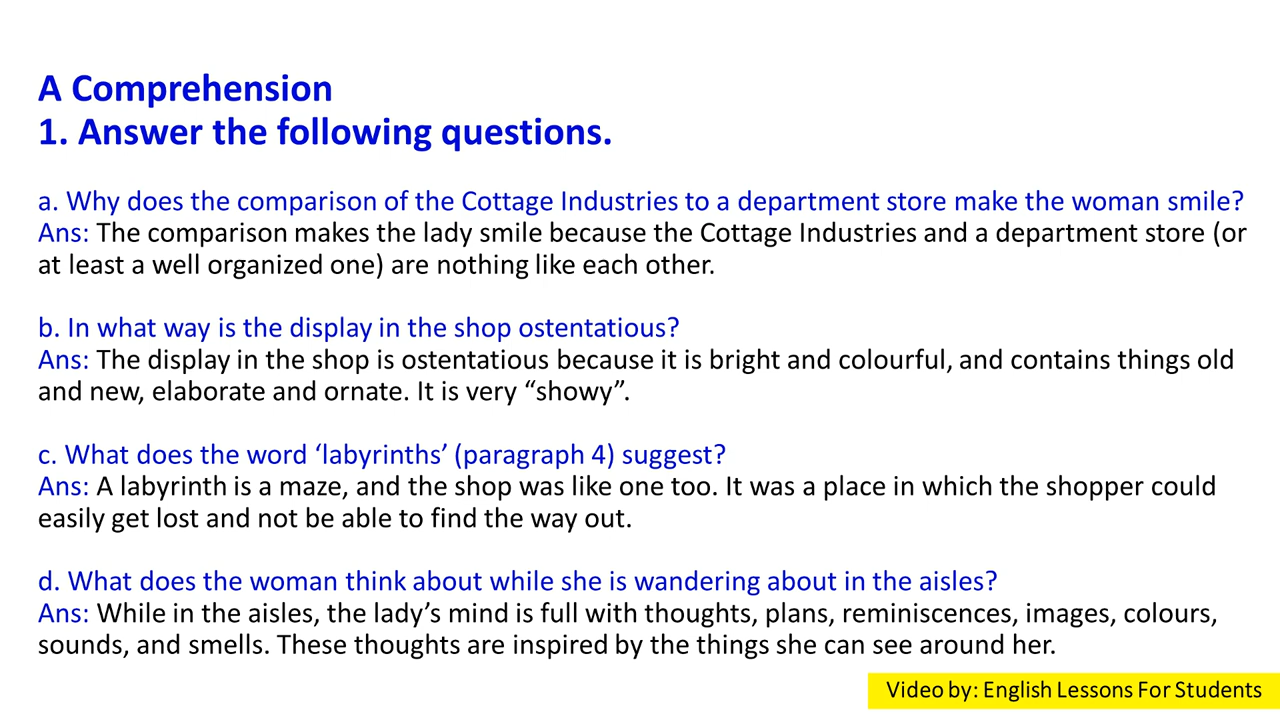 A Comprehension
1. Answer the following questions.
a. Why does the comparison of the Cottage Industries to a department store make the woman smile?
Ans: The comparison makes the lady smile because the Cottage Industries and a department store (or
at least a well organized one) are nothing like each other.
b. In what way is the display in the shop ostentatious?
Ans: The display in the shop is ostentatious because it is bright and colourful, and contains things old
and new, elaborate and ornate. It is very “showy”.
c. What does the word ‘labyrinths’ (paragraph 4) suggest?
Ans: A labyrinth is a maze, and the shop was like one too. It was a place in which the shopper could
easily get lost and not be able to find the way out.
d. What does the woman think about while she is wandering about in the aisles?
Ans: While in the aisles, the lady’s mind is full with thoughts, plans, reminiscences, images, colours,
sounds, and smells. These thoughts are inspired by the things she can see around her.
Video by: English Lessons For Students